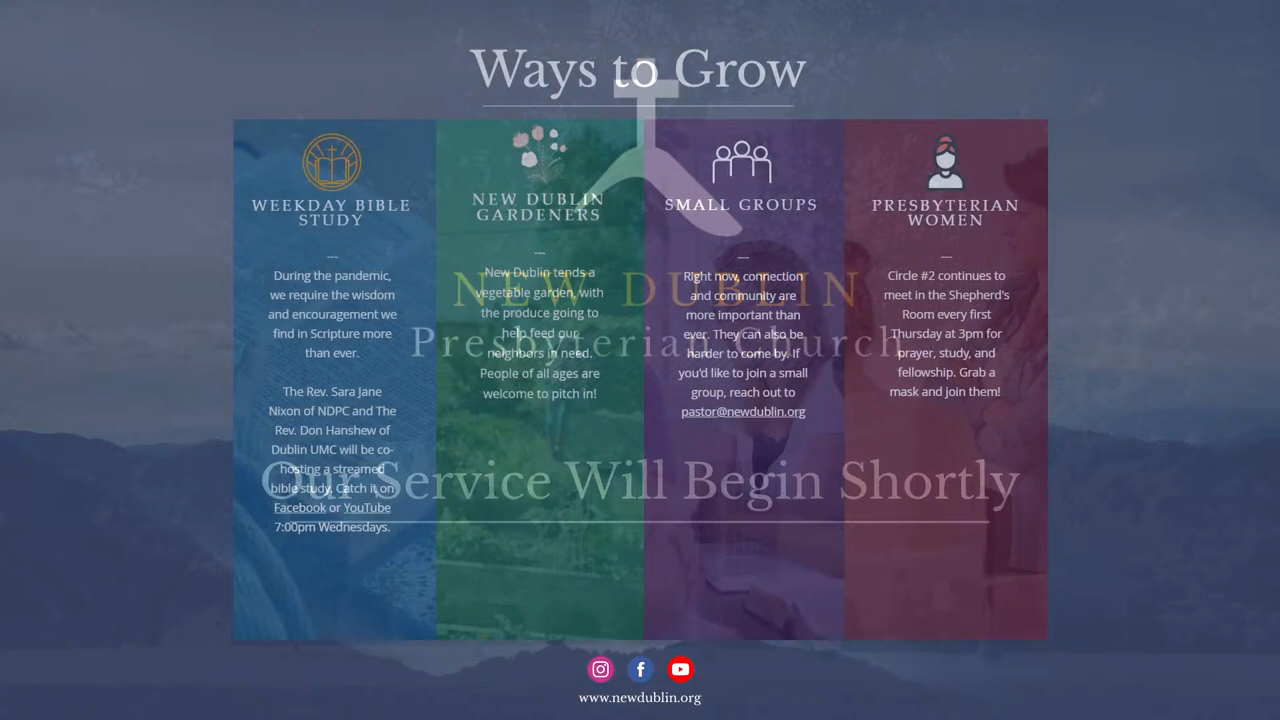 Ways to Grow
WEEKDAY BIBLE
STUDY
—
During the pandemic,
we require the wisdom
and encouragement we
find in Scripture more
than ever.
The Rev. Sara Jane
Nixon of NDPC and The
Rev. Don Hanshew of
Dublin UMC will be co-
hosting a streamed
bible study. Catch it on
Facebook or YouTube
7:00pm Wednesdays.
NEW DUBLIN
GARDENERS
—
New Dublin tends a
vegetable garden, with
the produce going to
help feed our
neighbors in need.
People of all ages are
welcome to pitch in!
SMALL GROUPS
—
Right now, connection
and community are
more important than
ever. They can also be
harder to come by. If
you'd like to join a small
group, reach out to
pastor@newdublin.org
PRESBYTERIAN
WOMEN
—
Circle #2 continues to
meet in the Shepherd's
Room every first
Thursday at 3pm for
prayer, study, and
fellowship. Grab a
mask and join them!
NEW DUBLIN
Presbyterian Church
Our Service Will Begin Shortly
www.newdublin.org